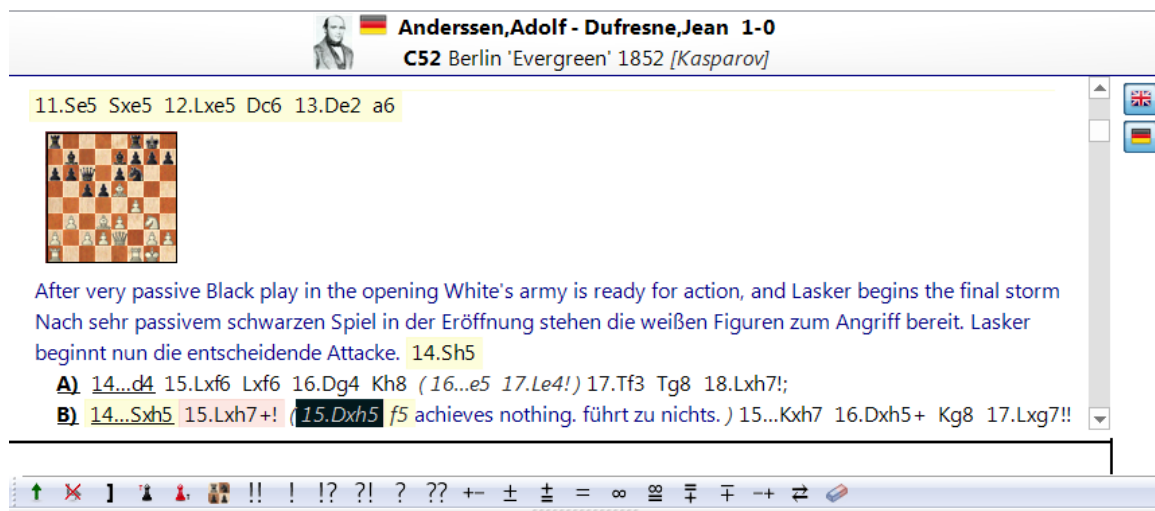 Anderssen,Adolf - Dufresne,Jean 1-0
C52 Berlin 'Evergreen' 1852 [Kasparov]
11.Se5 Sxe5 12.Lxe5 Dc6 13.De2 a6
After very passive Black play in the opening White's army is ready for action, and Lasker begins the final storm
Nach sehr passivem schwarzen Spiel in der Eröffnung stehen die weißen Figuren zum Angriff bereit. Lasker
beginnt nun die entscheidende Attacke. 14.Sh5
A) 14...d4 15.Lxf6 Lxf6 16.Dg4 Kh8 ( 16...e5 17.Le4! ) 17.Tf3 Tg8 18.Lxh7!;
B) 14...Sxh5 15.Lxh7+! ( 15.Dxh5 f5 achieves nothing. führt zu nichts. ) 15...Kxh7 16.Dxh5+ Kg8 17.Lxg7!!
] !! ! !? ?! ? ?? +- ± ⩲ = ∞ ⩱ ∓ -+ ⇄